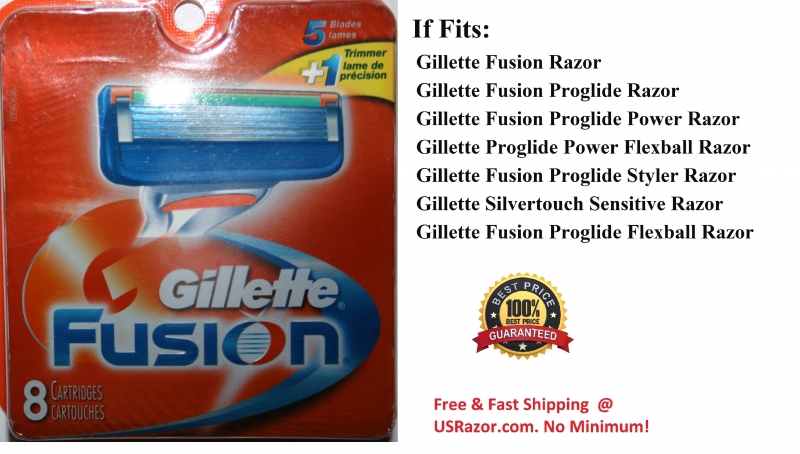 5 Blades
lames
+1 Trimmer
lame de
précision
Gillette®
FUSION®
8 CARTRIDGES
CARTOUCHES
If Fits:
Gillette Fusion Razor
Gillette Fusion Proglide Razor
Gillette Fusion Proglide Power Razor
Gillette Proglide Power Flexball Razor
Gillette Fusion Proglide Styler Razor
Gillette Silvertouch Sensitive Razor
Gillette Fusion Proglide Flexball Razor
BEST PRICE
100%
BEST PRICE
GUARANTEED
Free & Fast Shipping @
USRazor.com. No Minimum!